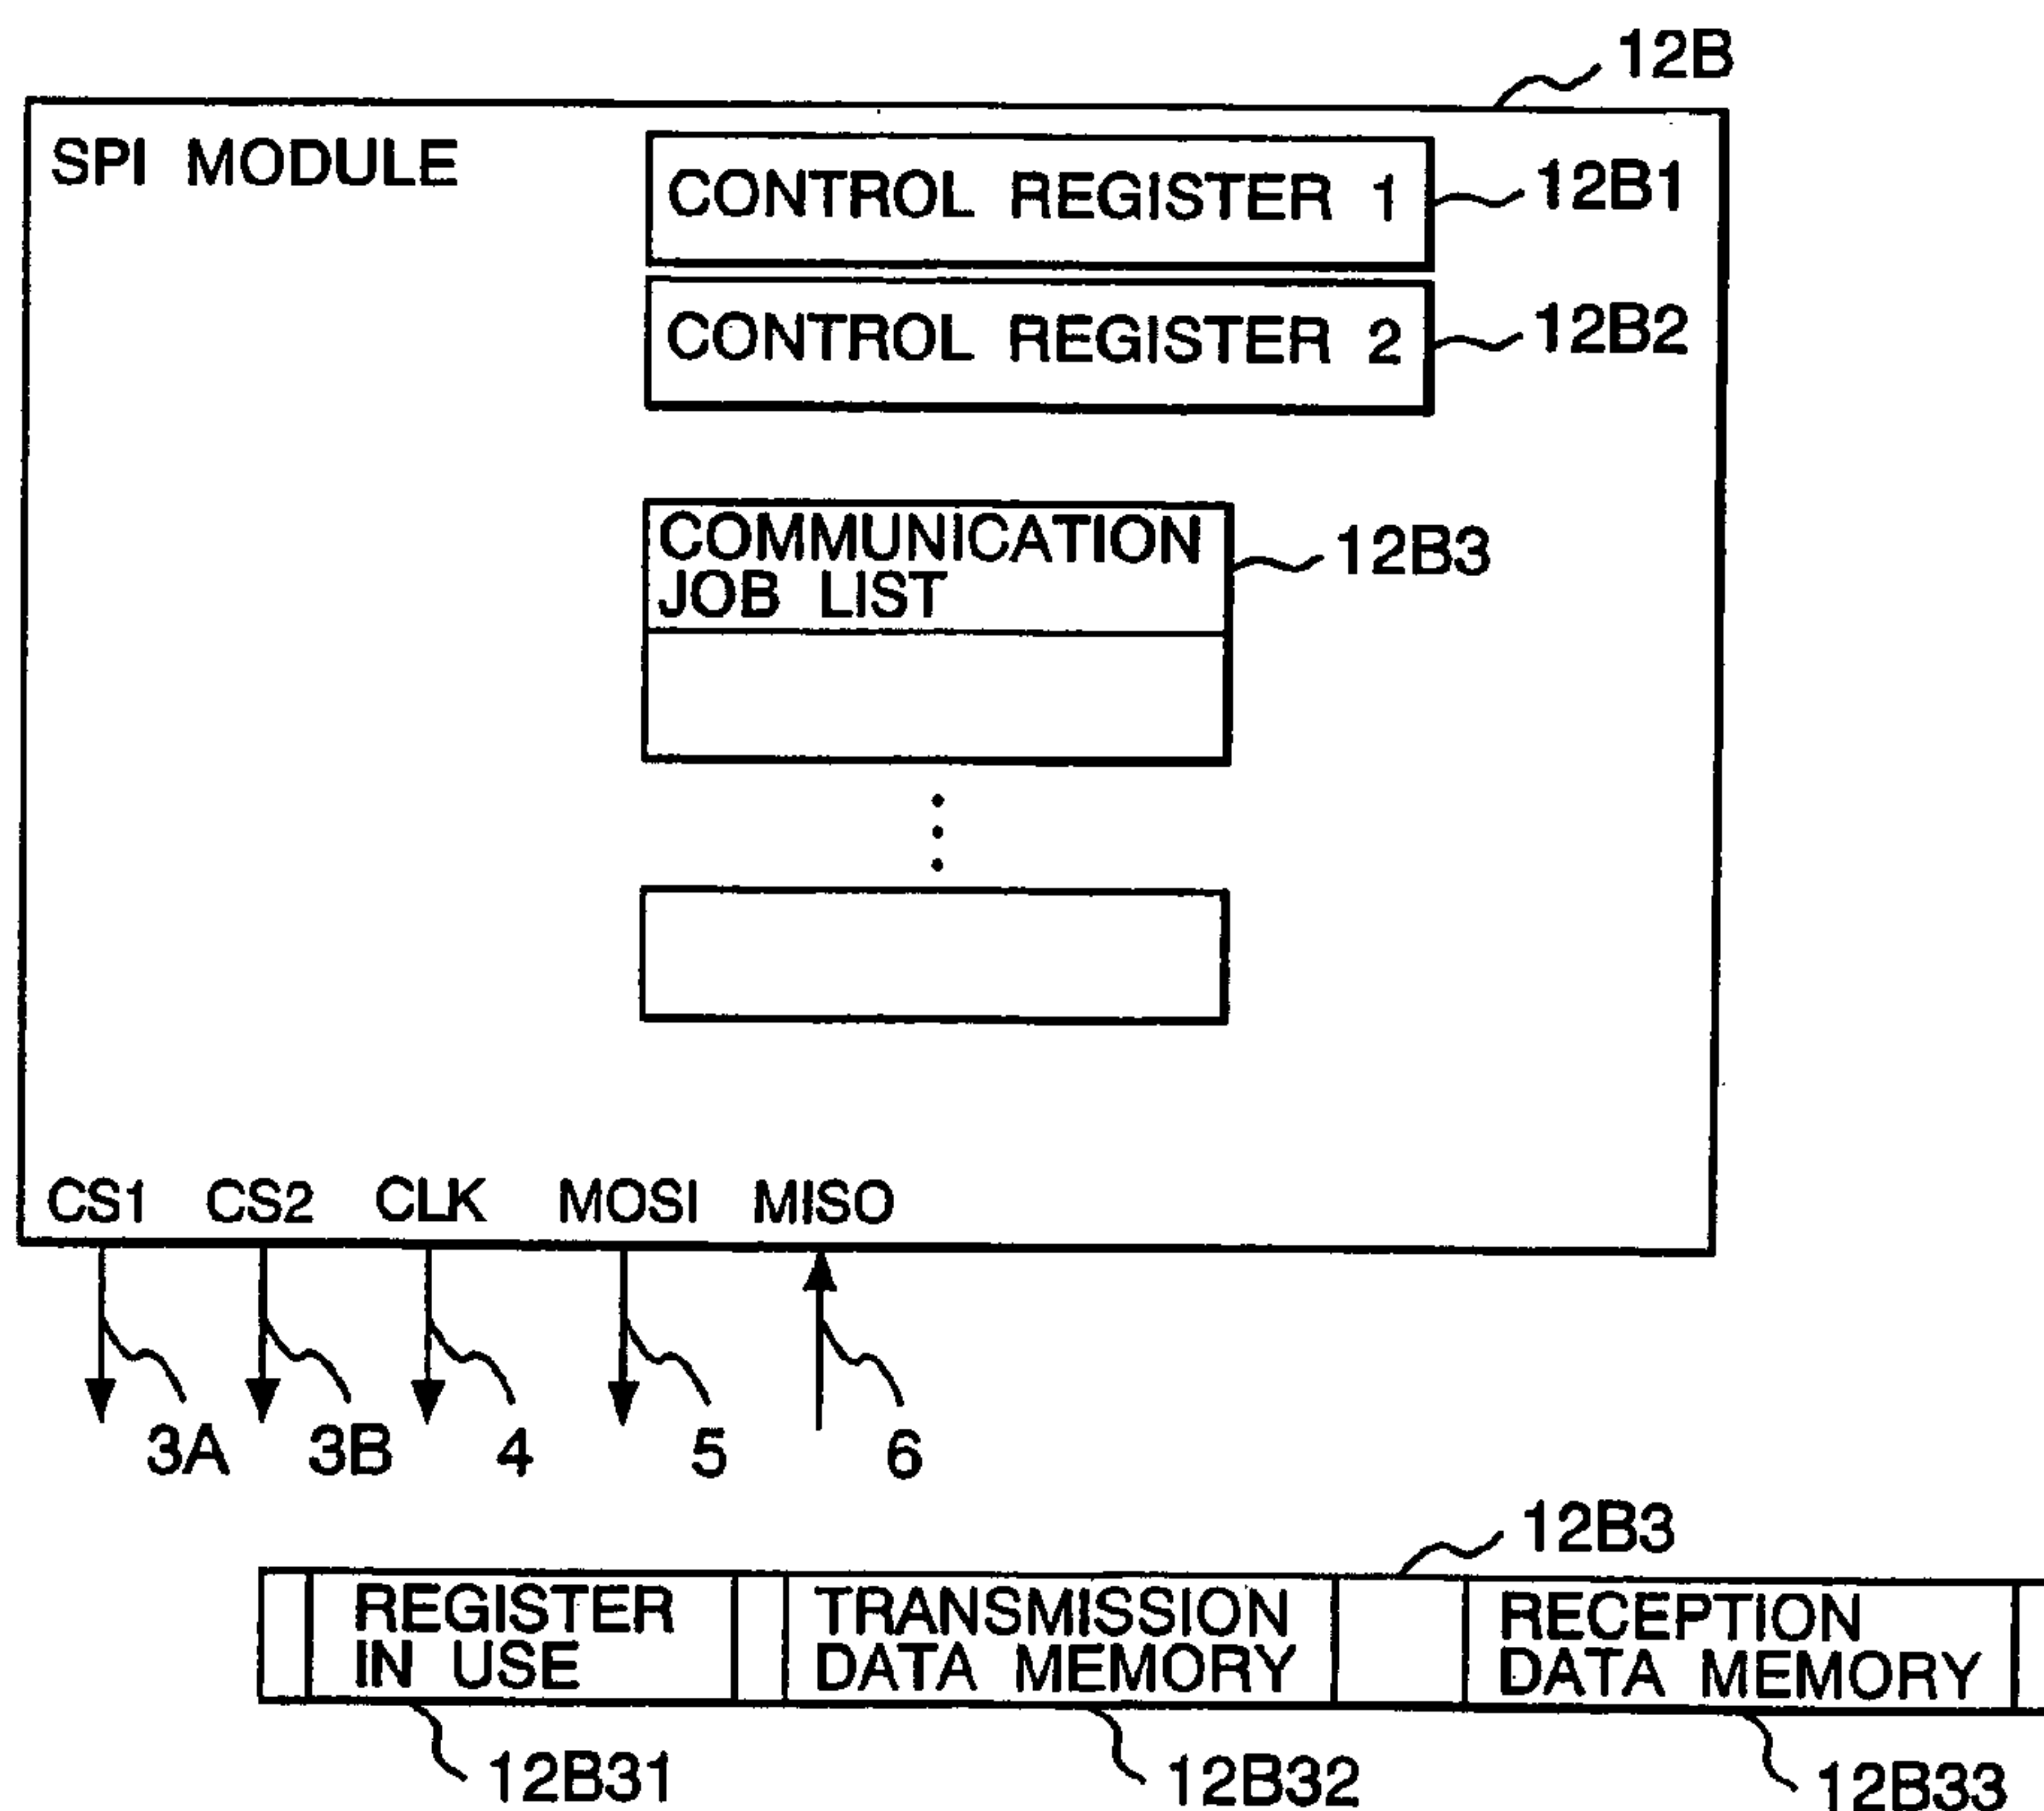 12B
SPI MODULE
CONTROL REGISTER 1
12B1
CONTROL REGISTER 2
12B2
COMMUNICATION
JOB LIST
12B3
CS1 CS2 CLK MOSI MISO
3A 3B 4 5 6
12B3
REGISTER
IN USE
TRANSMISSION
DATA MEMORY
RECEPTION
DATA MEMORY
12B31
12B32
12B33